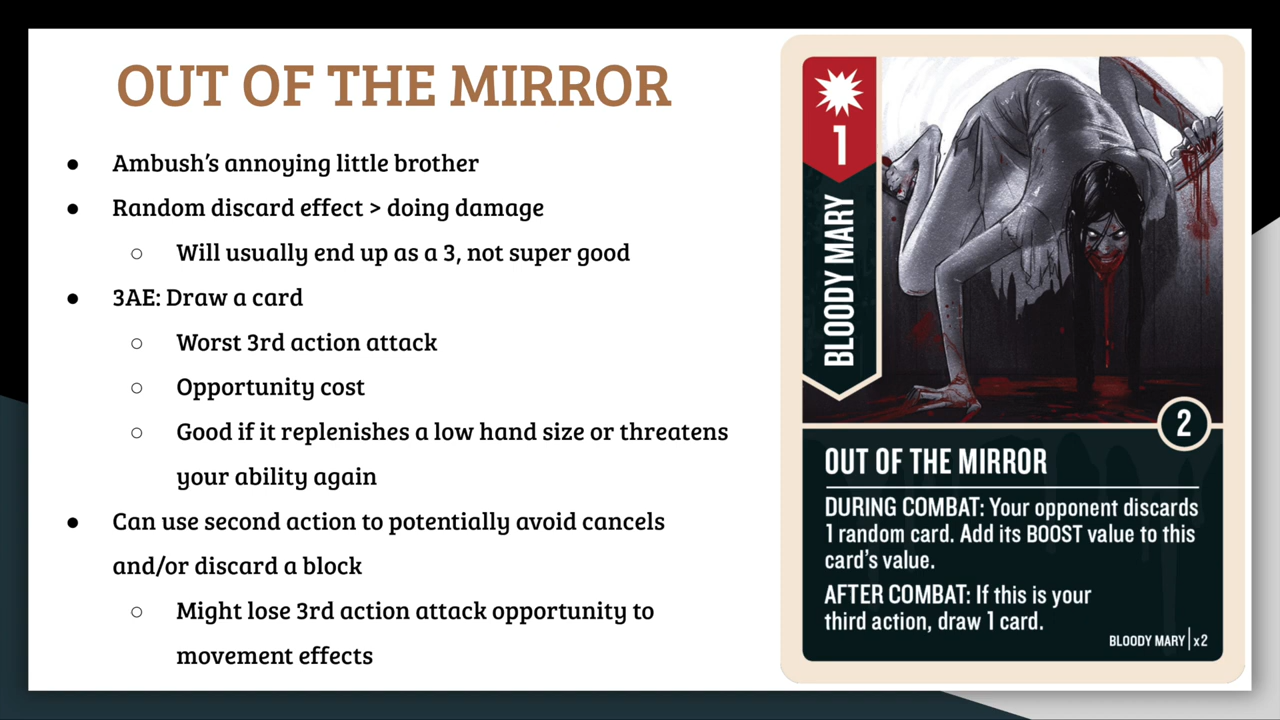 OUT OF THE MIRROR
● Ambush’s annoying little brother
● Random discard effect > doing damage
○ Will usually end up as a 3, not super good
● 3AE: Draw a card
○ Worst 3rd action attack
○ Opportunity cost
○ Good if it replenishes a low hand size or threatens
your ability again
● Can use second action to potentially avoid cancels
and/or discard a block
○ Might lose 3rd action attack opportunity to
movement effects
1
BLOODY MARY
2
OUT OF THE MIRROR
DURING COMBAT: Your opponent discards
1 random card. Add its BOOST value to this
card’s value.
AFTER COMBAT: If this is your
third action, draw 1 card.
BLOODY MARY | x2